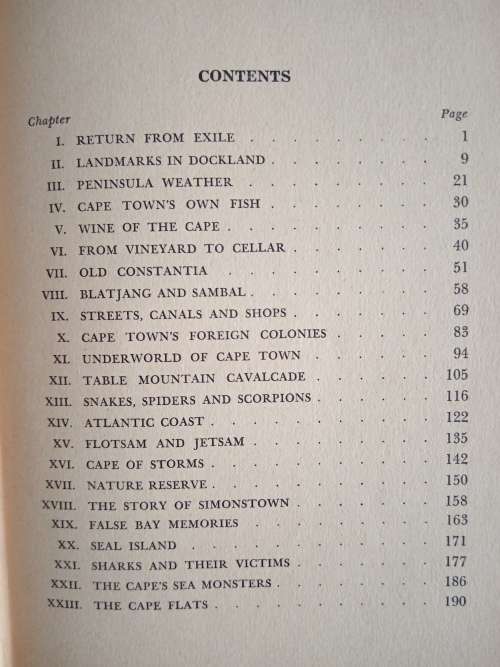 CONTENTS
Chapter Page
I. RETURN FROM EXILE . . . . . . . . . 1
II. LANDMARKS IN DOCKLAND . . . . . . . . 9
III. PENINSULA WEATHER . . . . . . . . . 21
IV. CAPE TOWN'S OWN FISH . . . . . . . . 30
V. WINE OF THE CAPE . . . . . . . . . 35
VI. FROM VINEYARD TO CELLAR . . . . . . . 40
VII. OLD CONSTANTIA . . . . . . . . . 51
VIII. BLATJANG AND SAMBAL . . . . . . . . 58
IX. STREETS, CANALS AND SHOPS . . . . . . . 69
X. CAPE TOWN'S FOREIGN COLONIES . . . . . . 83
XI. UNDERWORLD OF CAPE TOWN . . . . . . 94
XII. TABLE MOUNTAIN CAVALCADE . . . . . . 105
XIII. SNAKES, SPIDERS AND SCORPIONS . . . . . . 116
XIV. ATLANTIC COAST . . . . . . . . . 122
XV. FLOTSAM AND JETSAM . . . . . . . . 135
XVI. CAPE OF STORMS . . . . . . . . . 142
XVII. NATURE RESERVE . . . . . . . . . 150
XVIII. THE STORY OF SIMONSTOWN . . . . . . . 158
XIX. FALSE BAY MEMORIES . . . . . . . . 163
XX. SEAL ISLAND . . . . . . . . . . 171
XXI. SHARKS AND THEIR VICTIMS . . . . . . . 177
XXII. THE CAPE'S SEA MONSTERS . . . . . . . 186
XXIII. THE CAPE FLATS . . . . . . . . . 190